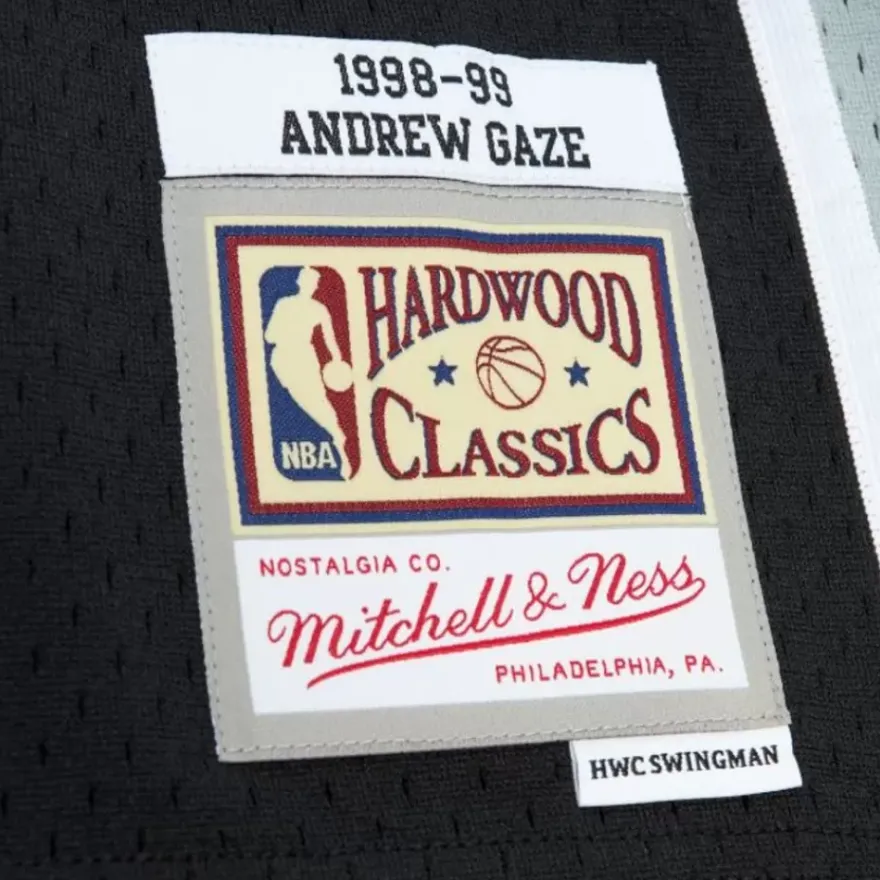 1998-99
ANDREW GAZE
HARDWOOD
CLASSICS
NBA
NOSTALGIA CO.
Mitchell & Ness
PHILADELPHIA, PA.
HWC SWINGMAN